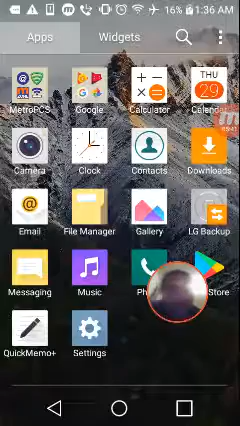 16% 1:36 AM
Apps Widgets
THU
29
MetroPCS Google Calculator
Camera Clock Contacts Downloads
Email File Manager Gallery LG Backup
Messaging Music Ph Store
QuickMemo+ Settings